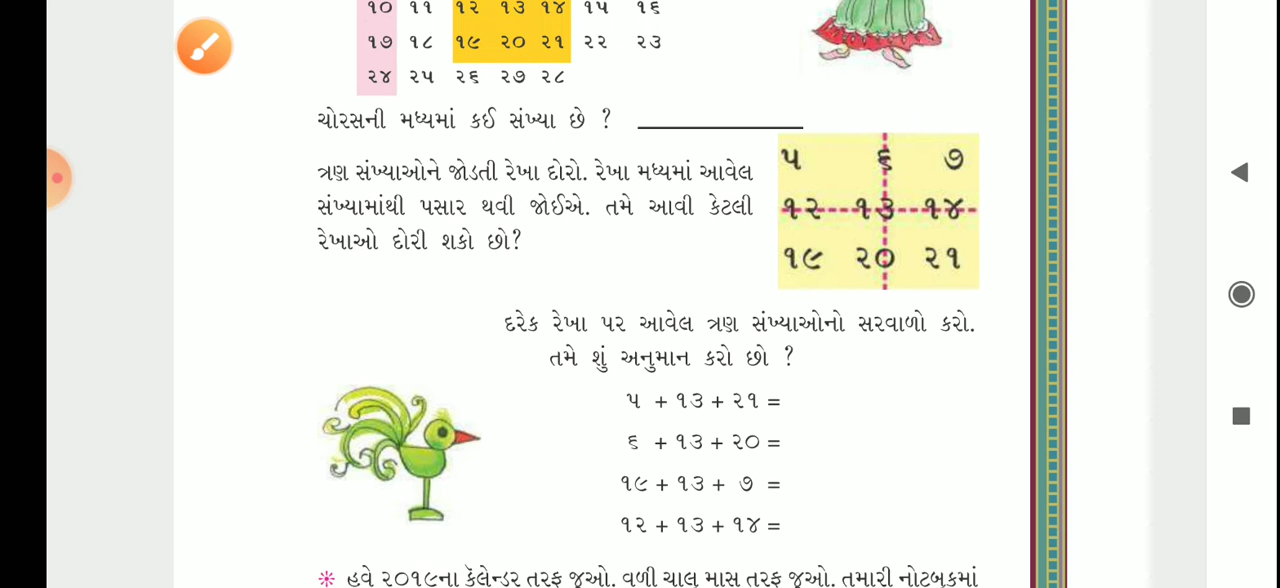 ૧૦ ૧૧ ૧૨ ૧૩ ૧૪ ૧૫ ૧૬
૧૭ ૧૮ ૧૯ ૨૦ ૨૧ ૨૨ ૨૩
૨૪ ૨૫ ૨૬ ૨૭ ૨૮
ચોરસની મધ્યમાં કઈ સંખ્યા છે ?
ત્રણ સંખ્યાઓને જોડતી રેખા દોરો. રેખા મધ્યમાં આવેલ
સંખ્યામાંથી પસાર થવી જોઈએ. તમે આવી કેટલી
રેખાઓ દોરી શકો છો?
૫ ૬ ૭
૧૨ ૧૩ ૧૪
૧૯ ૨૦ ૨૧
દરેક રેખા પર આવેલ ત્રણ સંખ્યાઓનો સરવાળો કરો.
તમે શું અનુમાન કરો છો ?
૫ + ૧૩ + ૨૧ =
૬ + ૧૩ + ૨૦ =
૧૯ + ૧૩ + ૭ =
૧૨ + ૧૩ + ૧૪ =
હવે ૨૦૧૯ના કૅલેન્ડર તરફ જુઓ. વળી ચાલુ માસ તરફ જુઓ. તમારી નોટબુકમાં